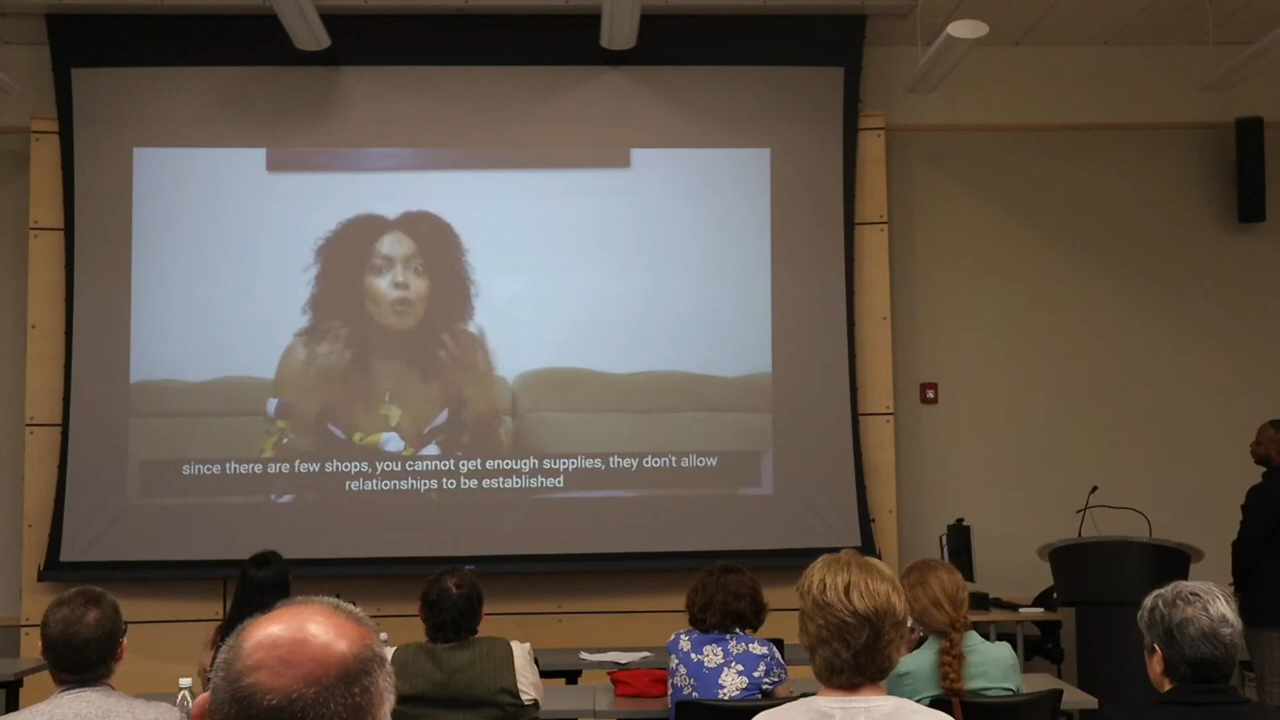 since there are few shops, you cannot get enough supplies, they don't allow
relationships to be established